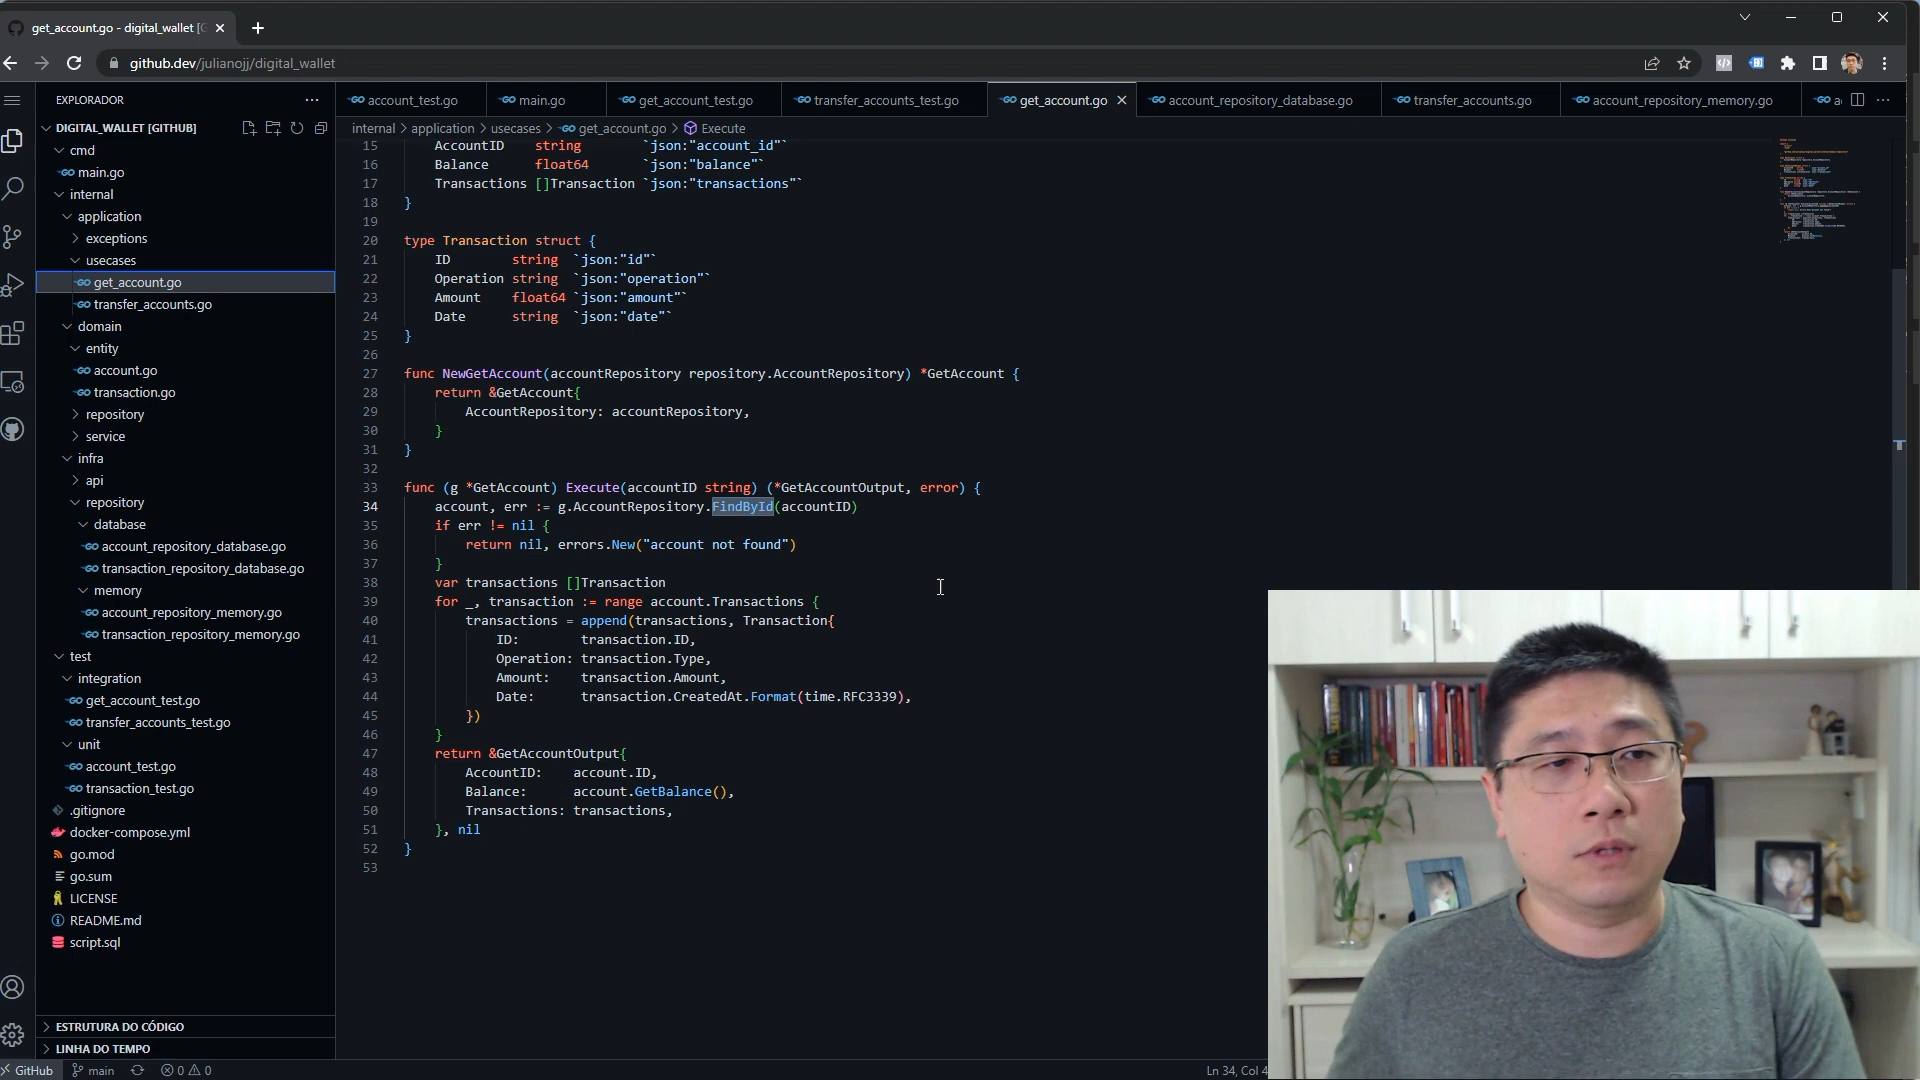 get_account.go - digital_wallet [G
github.dev/julianojj/digital_wallet
EXPLORADOR
DIGITAL_WALLET [GITHUB]
cmd
main.go
internal
application
exceptions
usecases
get_account.go
transfer_accounts.go
domain
entity
account.go
transaction.go
repository
service
infra
api
repository
database
account_repository_database.go
transaction_repository_database.go
memory
account_repository_memory.go
transaction_repository_memory.go
test
integration
get_account_test.go
transfer_accounts_test.go
unit
account_test.go
transaction_test.go
.gitignore
docker-compose.yml
go.mod
go.sum
LICENSE
README.md
script.sql
ESTRUTURA DO CÓDIGO
LINHA DO TEMPO
account_test.go main.go get_account_test.go transfer_accounts_test.go get_account.go account_repository_database.go transfer_accounts.go account_repository_memory.go a
internal > application > usecases > get_account.go > Execute
15 AccountID string `json:"account_id"`
16 Balance float64 `json:"balance"`
17 Transactions []Transaction `json:"transactions"`
18 }
19
20 type Transaction struct {
21 ID string `json:"id"`
22 Operation string `json:"operation"`
23 Amount float64 `json:"amount"`
24 Date string `json:"date"`
25 }
26
27 func NewGetAccount(accountRepository repository.AccountRepository) *GetAccount {
28 return &GetAccount{
29 AccountRepository: accountRepository,
30 }
31 }
32
33 func (g *GetAccount) Execute(accountID string) (*GetAccountOutput, error) {
34 account, err := g.AccountRepository.FindById(accountID)
35 if err != nil {
36 return nil, errors.New("account not found")
37 }
38 var transactions []Transaction
39 for _, transaction := range account.Transactions {
40 transactions = append(transactions, Transaction{
41 ID: transaction.ID,
42 Operation: transaction.Type,
43 Amount: transaction.Amount,
44 Date: transaction.CreatedAt.Format(time.RFC3339),
45 })
46 }
47 return &GetAccountOutput{
48 AccountID: account.ID,
49 Balance: account.GetBalance(),
50 Transactions: transactions,
51 }, nil
52 }
53
GitHub main 0 0 Ln 34, Col 4